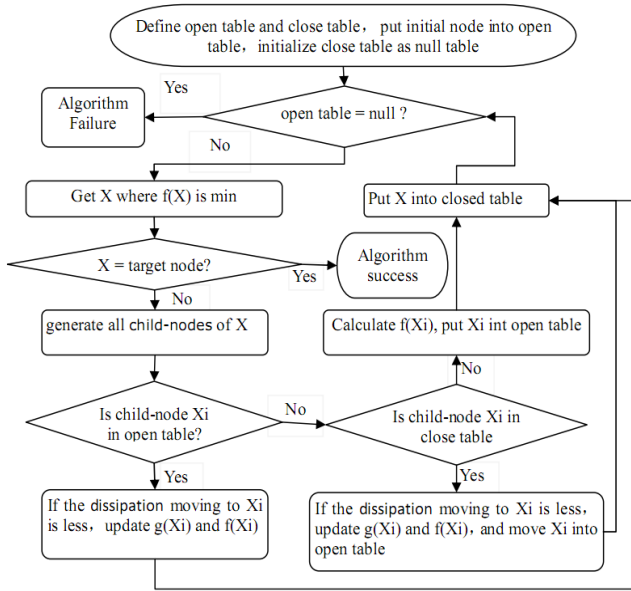 Define open table and close table， put initial node into open
table，initialize close table as null table
Yes
Algorithm
Failure
open table = null ?
No
Get X where f(X) is min
Put X into closed table
X = target node?
Yes
Algorithm
success
No
generate all child-nodes of X
Calculate f(Xi), put Xi int open table
No
Is child-node Xi
in open table?
No
Is child-node Xi in
close table
Yes
Yes
If the dissipation moving to Xi
is less，update g(Xi) and f(Xi)
If the dissipation moving to Xi is less，
update g(Xi) and f(Xi)，and move Xi into
open table